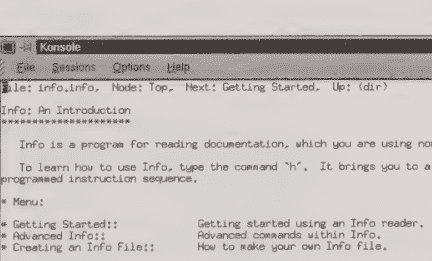 Konsole
File Sessions Options Help
File: info.info, Node: Top, Next: Getting Started, Up: (dir)
Info: An Introduction
*********************
Info is a program for reading documentation, which you are using
To learn how to use Info, type the command `h'. It brings you to a
programmed instruction sequence.
* Menu:
* Getting Started:: Getting started using an Info reader.
* Advanced Info:: Advanced commands within Info.
* Creating an Info File:: How to make your own Info file.